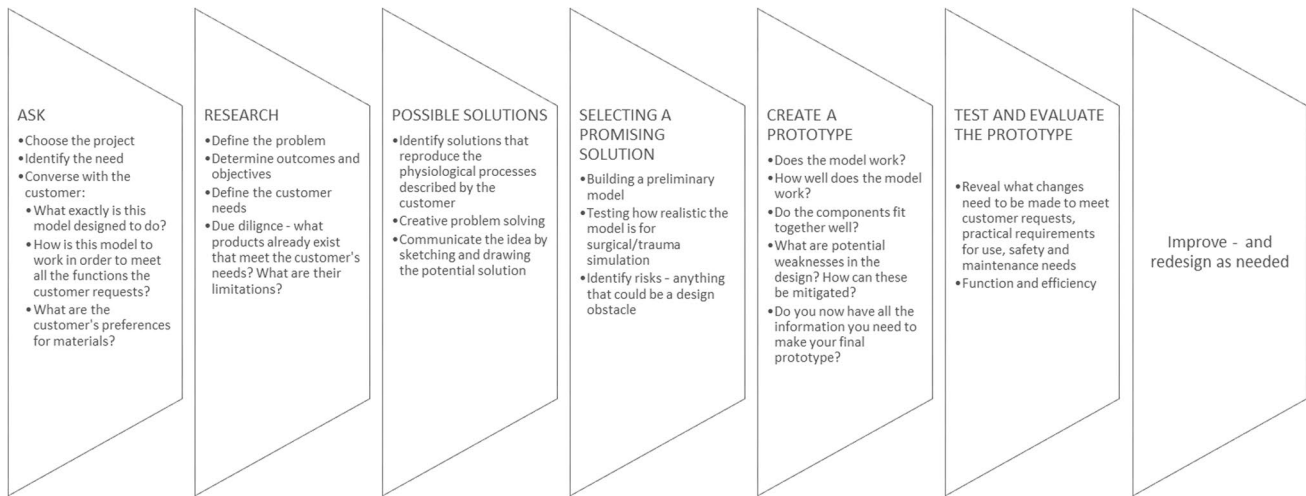 ASK
•Choose the project
•Identify the need
•Converse with the
customer:
•What exactly is this
model designed to do?
•How is this model to
work in order to meet
all the functions the
customer requests?
•What are the
customer's preferences
for materials?
RESEARCH
•Define the problem
•Determine outcomes and
objectives
•Define the customer
needs
•Due dilignce - what
products already exist
that meet the customer's
needs? What are their
limitations?
POSSIBLE SOLUTIONS
•Identify solutions that
reproduce the
physiological processes
described by the
customer
•Creative problem solving
•Communicate the idea by
sketching and drawing
the potential solution
SELECTING A
PROMISING
SOLUTION
•Building a preliminary
model
•Testing how realistic the
model is for
surgical/trauma
simulation
•Identify risks - anything
that could be a design
obstacle
CREATE A
PROTOTYPE
•Does the model work?
•How well does the model
work?
•Do the components fit
together well?
•What are potential
weaknesses in the
design? How can these
be mitigated?
•Do you now have all the
information you need to
make your final
prototype?
TEST AND EVALUATE
THE PROTOTYPE
•Reveal what changes
need to be made to meet
customer requests,
practical requirements
for use, safety and
maintenance needs
•Function and efficiency
Improve - and
redesign as needed